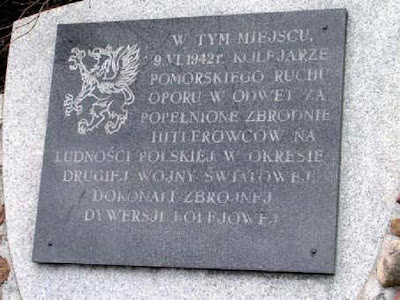 W TYM MIEJSCU,
9.VI.1942 r. KOLEJARZE
POMORSKIEGO RUCHU
OPORU W ODWET ZA
POPEŁNIONE ZBRODNIE
HITLEROWCÓW NA
LUDNOŚCI POLSKIEJ W OKRESIE
DRUGIEJ WOJNY ŚWIATOWEJ
DOKONALI ZBROJNEJ
DYWERSJI KOLEJOWEJ